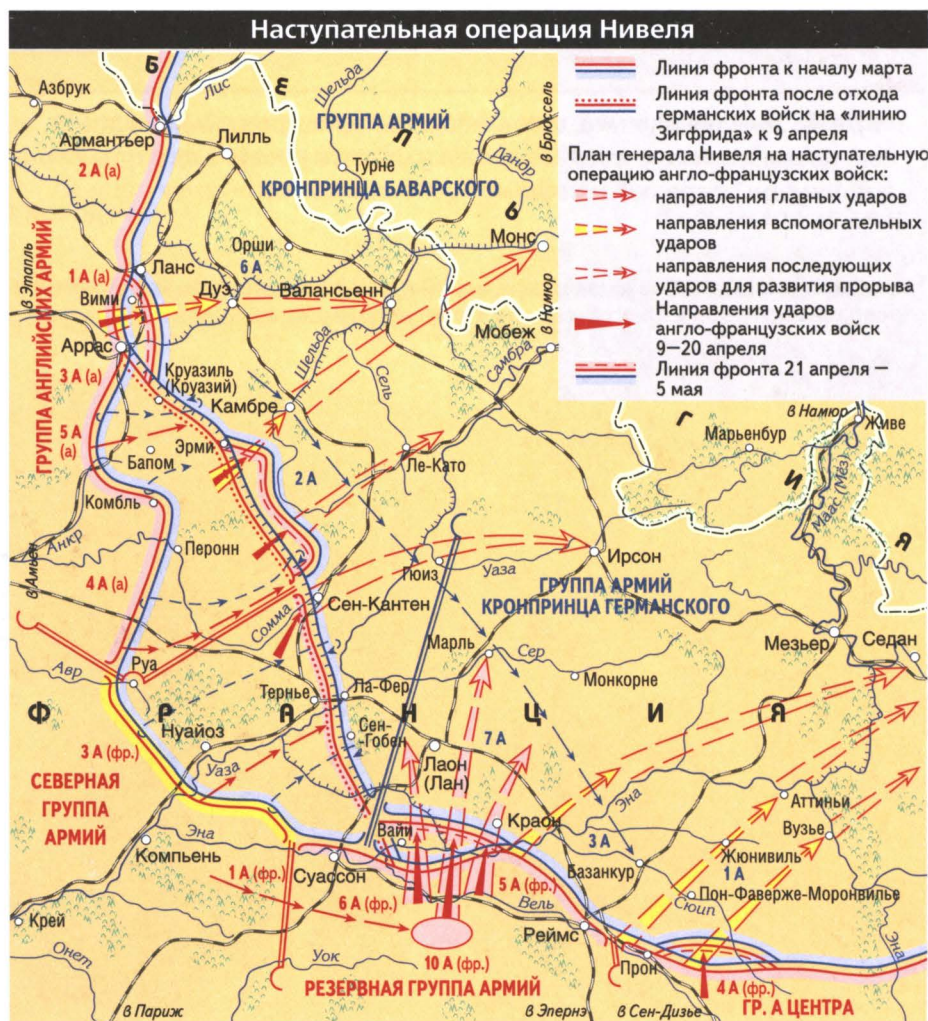 Наступательная операция Нивеля
Линия фронта к началу марта
Линия фронта после отхода
германских войск на «линию
Зигфрида» к 9 апреля
План генерала Нивеля на наступательную
операцию англо-французских войск:
направления главных ударов
направления вспомогательных
ударов
направления последующих
ударов для развития прорыва
Направления ударов
англо-французских войск
9—20 апреля
Линия фронта 21 апреля —
5 мая
Б
Е
Л
Ь
Г
И
Я
Азбрук
Лис
Шельда
ГРУППА АРМИЙ
в Брюссель
Армантьер
Лилль
Турне
Дандр
2 А (а)
КРОНПРИНЦА БАВАРСКОГО
Орши
Монс
в Этапль
Ланс
6 А
1 А (а)
Вими
Дуэ
Валансьенн
в Намюр
Мобеж
Аррас
Шельда
Самбра
ГРУППА АНГЛИЙСКИХ АРМИЙ
3 А (а)
Круазиль
(Круазий)
Сель
Камбре
в Намюр
Живе
Марьенбур
5 А
(а)
Бапом
Эрми
Ле-Като
2 А
Маас (Мез)
Комбль
Анкр
Перонн
в Амьен
Гюиз
Уаза
Ирсон
4 А (а)
ГРУППА АРМИЙ
КРОНПРИНЦА ГЕРМАНСКОГО
Сомма
Сен-Кантен
Мезьер
Седан
Авр
Руа
Марль
Сер
Монкорне
Тернье
Ла-Фер
Ф Р А Н Ц И Я
Нуайоз
Сен-
-Гобен
7 А
3 А (фр.)
Лаон
(Лан)
Уаза
СЕВЕРНАЯ
ГРУППА
АРМИЙ
Эна
Аттиньи
Краон
Вайи
Вузье
Эна
3 А
Компьень
Жюнивиль
Суассон
Базанкур
1 А
1 А (фр.)
5 А (фр.)
Пон-Фаверже-Моронвилье
6 А (фр.)
Вель
Сюип
Крей
Реймс
Эна
Онет
Уок
10 А (фр.)
Прон
РЕЗЕРВНАЯ ГРУППА АРМИЙ
4 А (фр.)
в Париж
в Эпернэ
в Сен-Дизье
ГР. А ЦЕНТРА